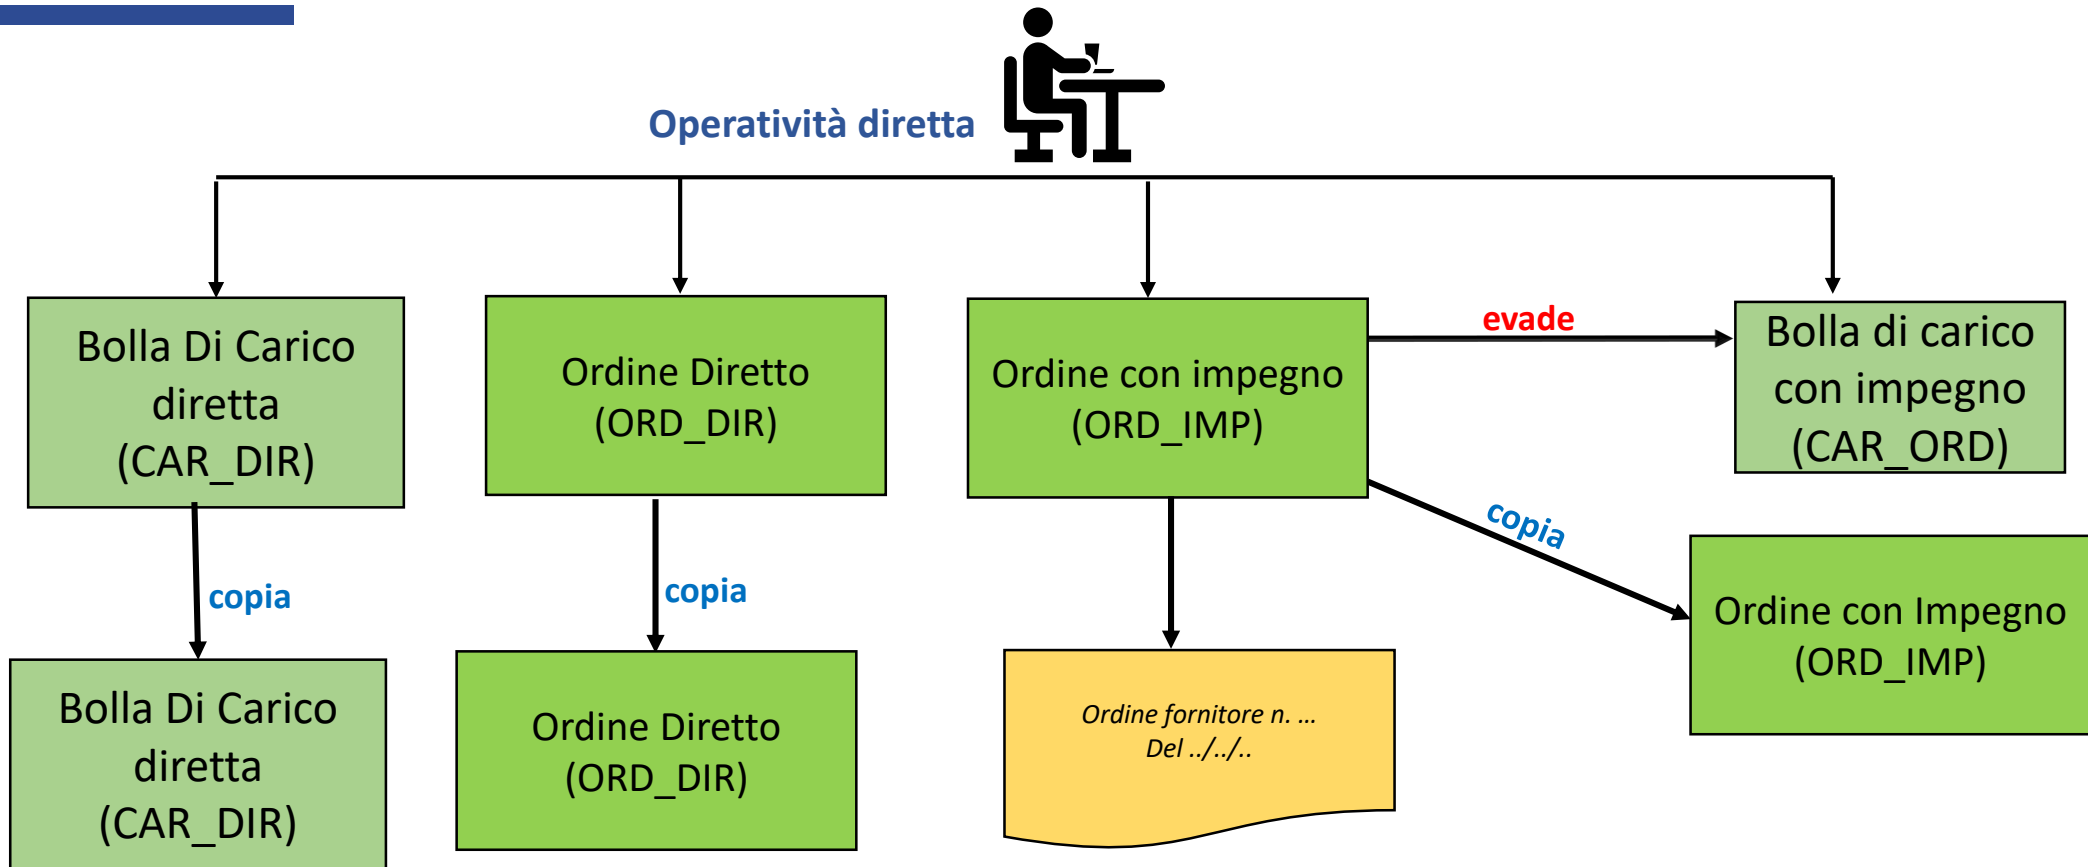 Operatività diretta
Bolla Di Carico
diretta
(CAR_DIR)
Ordine Diretto
(ORD_DIR)
Ordine con impegno
(ORD_IMP)
evade
Bolla di carico
con impegno
(CAR_ORD)
copia
copia
copia
Ordine con Impegno
(ORD_IMP)
Bolla Di Carico
diretta
(CAR_DIR)
Ordine Diretto
(ORD_DIR)
Ordine fornitore n. …
Del ../../..